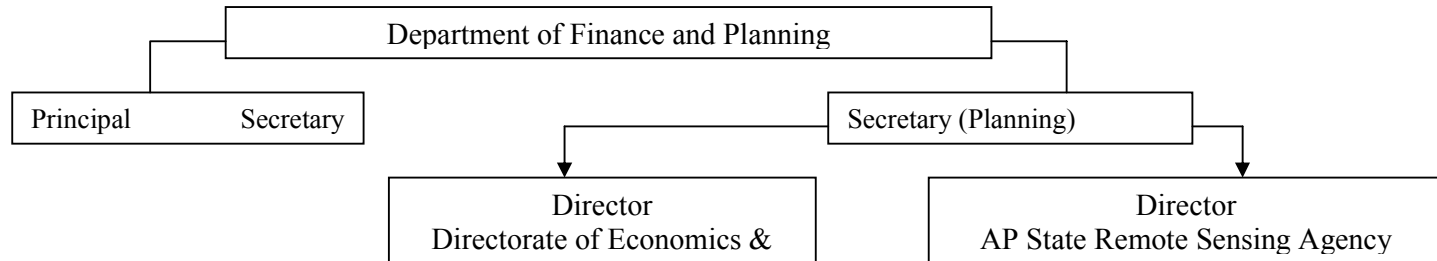 Department of Finance and Planning
Principal Secretary
Secretary (Planning)
Director
Directorate of Economics &
Director
AP State Remote Sensing Agency